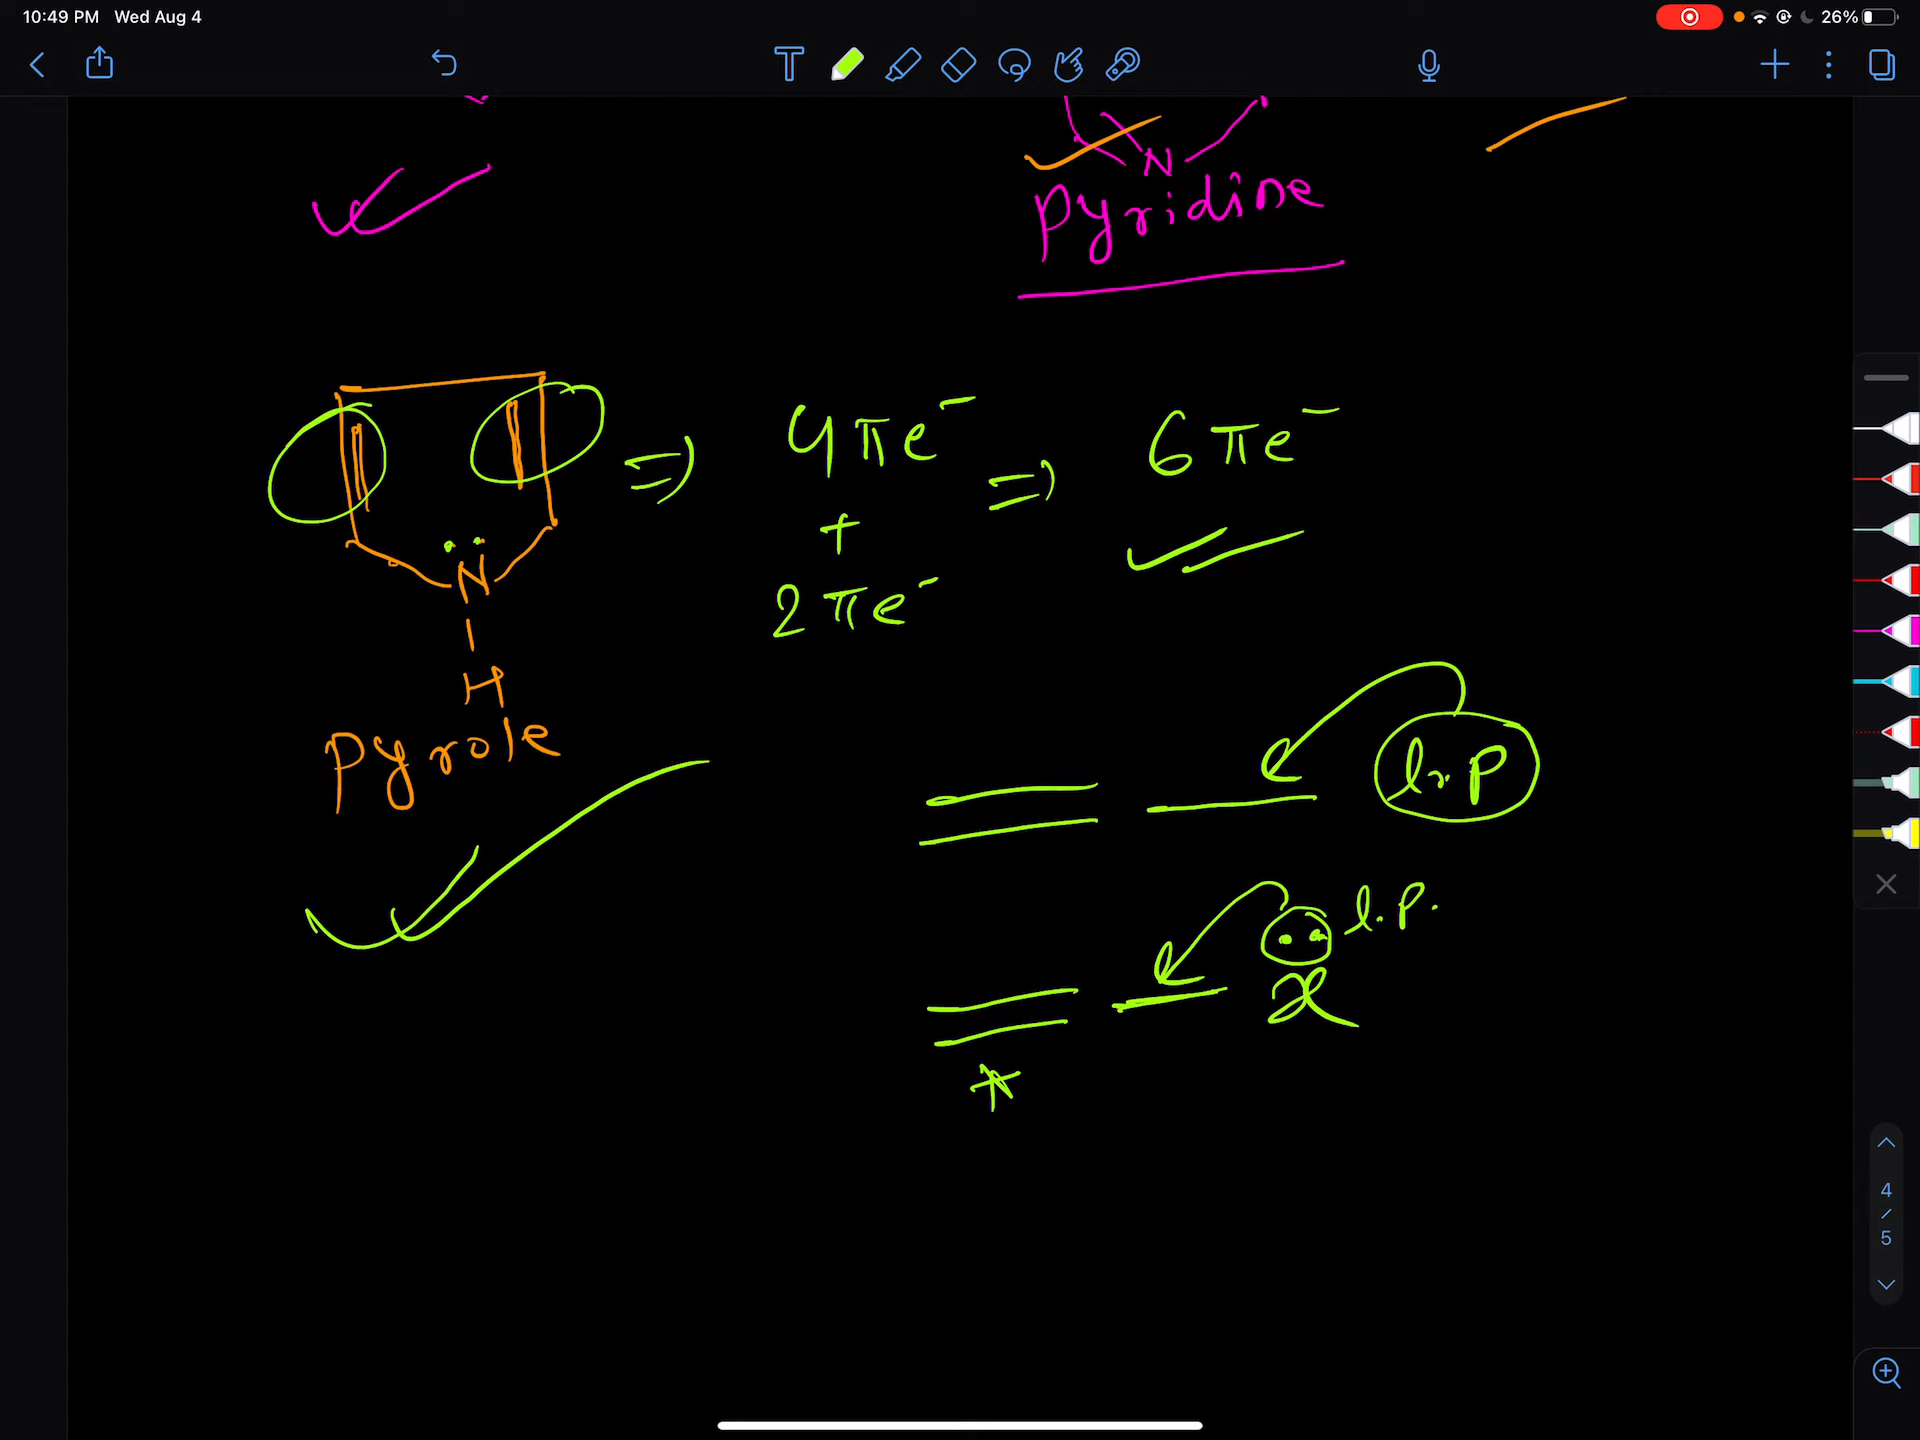 10:49 PM Wed Aug 4
26%
T
N
Pyridine
4πe⁻ ⇒ 6πe⁻
+
2πe⁻
N
H
Pyrole
l.P
l.P.
x
4
/
5